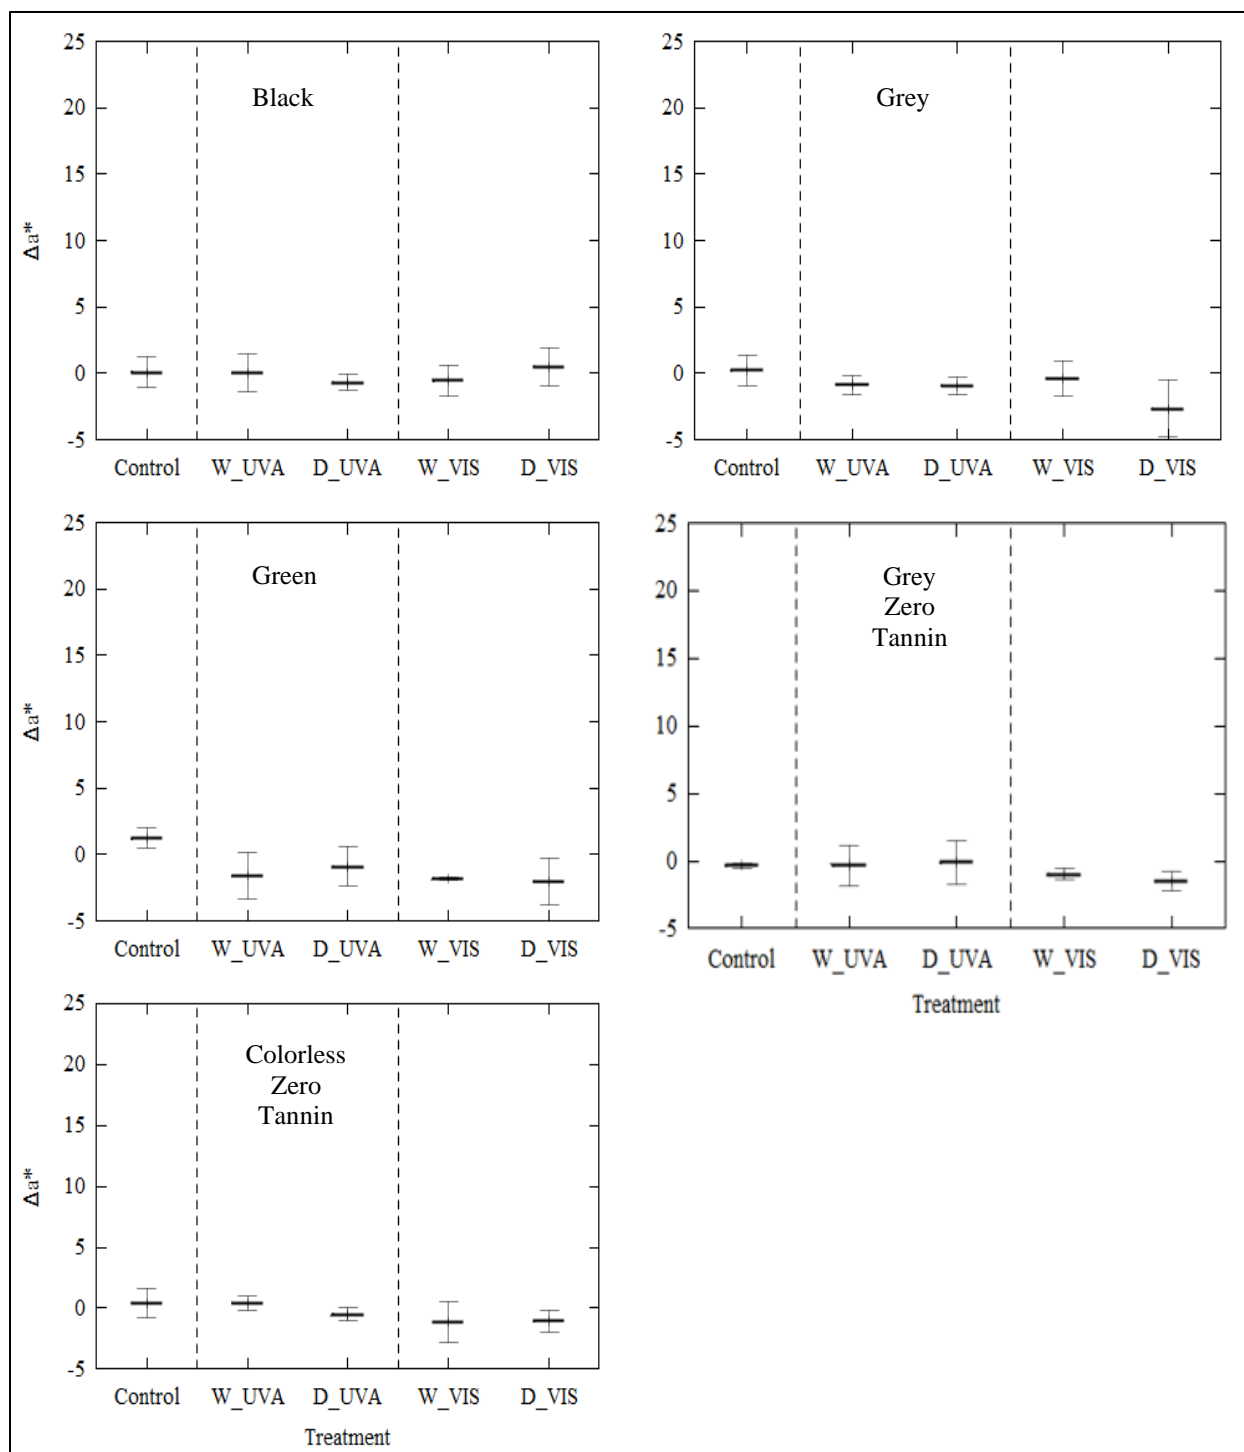 25
20
15
10
5
0
-5
Δa*
Black
Control W_UVA D_UVA W_VIS D_VIS
25
20
15
10
5
0
-5
Grey
Control W_UVA D_UVA W_VIS D_VIS
25
20
15
10
5
0
-5
Δa*
Green
Control W_UVA D_UVA W_VIS D_VIS
25
20
15
10
5
0
-5
Grey
Zero
Tannin
Control W_UVA D_UVA W_VIS D_VIS
Treatment
25
20
15
10
5
0
-5
Δa*
Colorless
Zero
Tannin
Control W_UVA D_UVA W_VIS D_VIS
Treatment